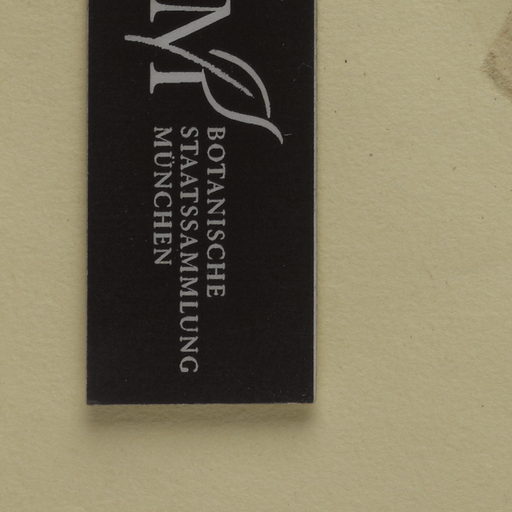 M
BOTANISCHE
STAATSSAMMLUNG
MÜNCHEN